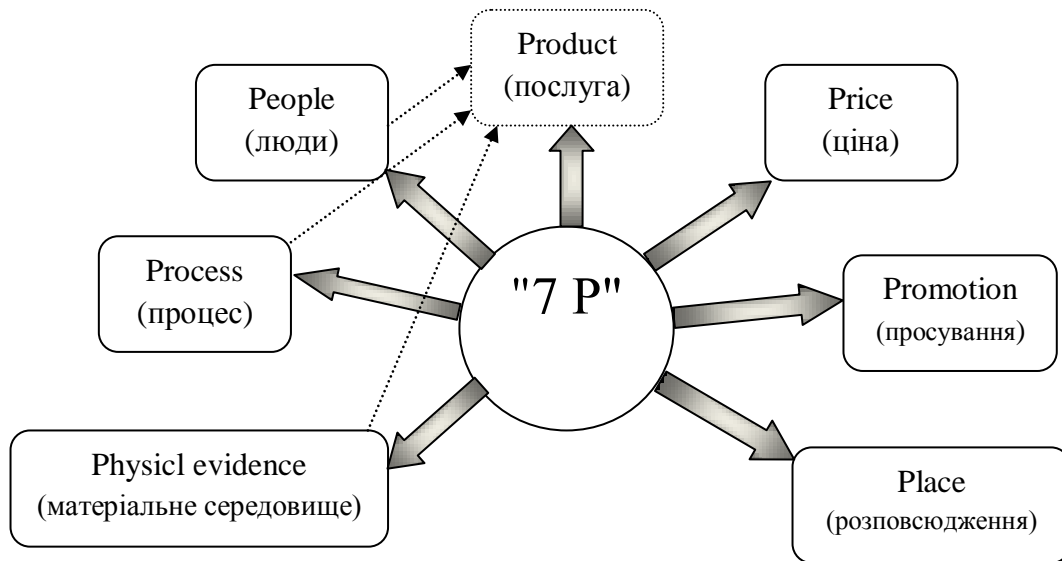 Product
(послуга)
People
(люди)
Price
(ціна)
"7 P"
Process
(процес)
Promotion
(просування)
Physicl evidence
(матеріальне середовище)
Place
(розповсюдження)